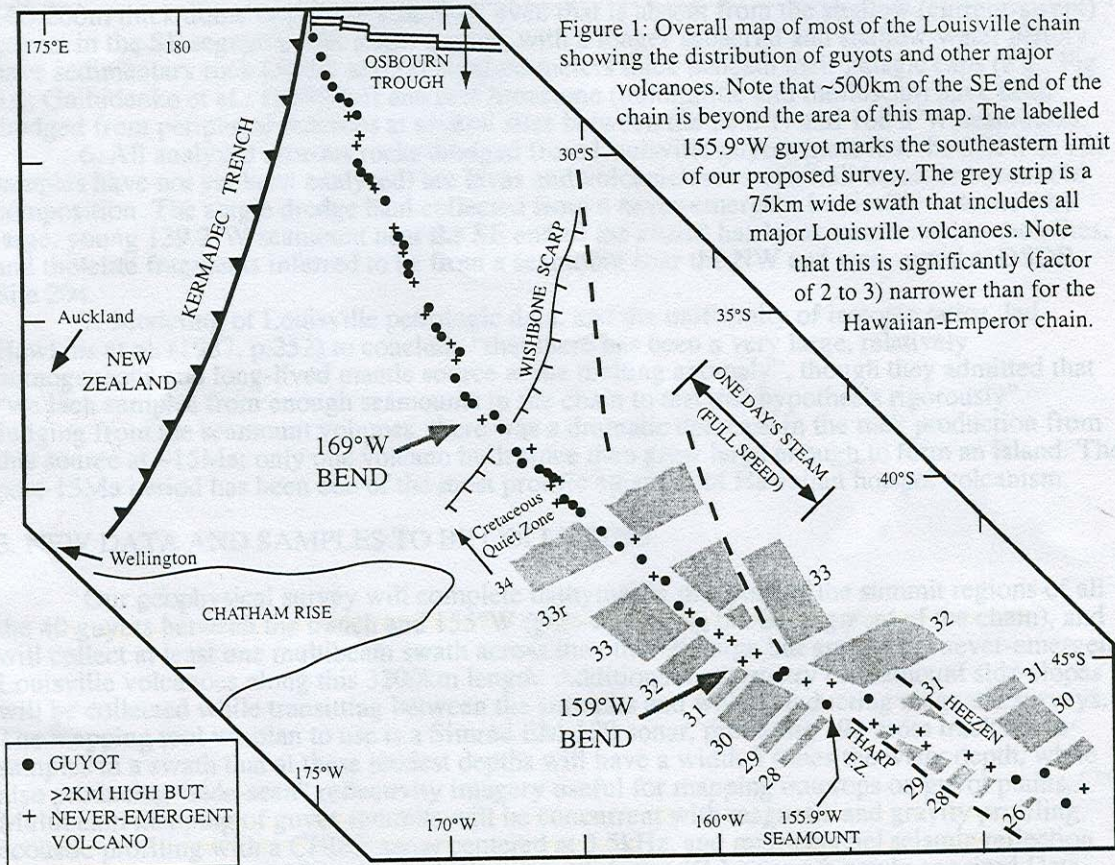 Figure 1: Overall map of most of the Louisville chain
showing the distribution of guyots and other major
volcanoes. Note that ~500km of the SE end of the
chain is beyond the area of this map. The labelled
155.9°W guyot marks the southeastern limit
of our proposed survey. The grey strip is a
75km wide swath that includes all
major Louisville volcanoes. Note
that this is significantly (factor
of 2 to 3) narrower than for the
Hawaiian-Emperor chain.
175°E
180
OSBOURN
TROUGH
30°S
KERMADEC TRENCH
WISHBONE SCARP
35°S
Auckland
NEW
ZEALAND
ONE DAY'S STEAM
(FULL SPEED)
169°W
BEND
40°S
Cretaceous
Quiet Zone
Wellington
34
33r
33
33
CHATHAM RISE
32
45°S
32
31
30
29
28
159°W
BEND
31
HEEZEN
31
30
THARP
F.Z.
29
28
26
GUYOT
>2KM HIGH BUT
NEVER-EMERGENT
VOLCANO
175°W
170°W
160°W
155.9°W
SEAMOUNT